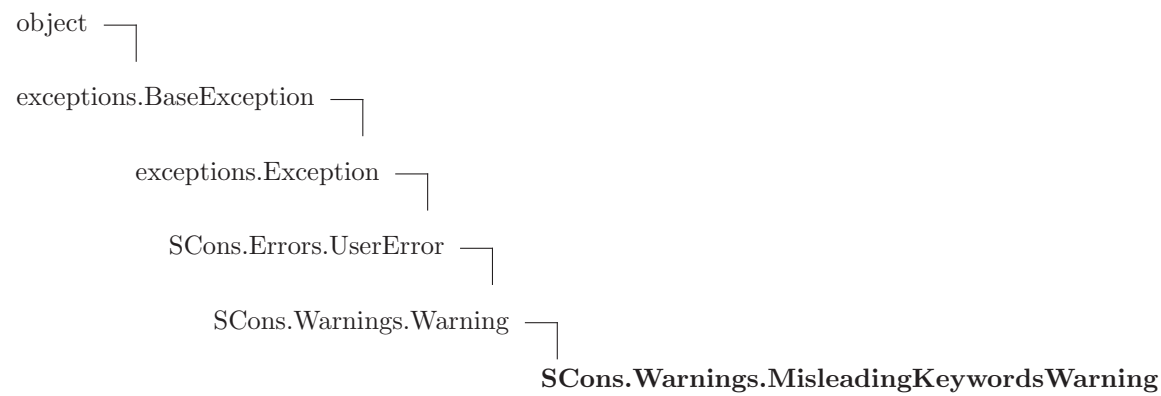 object
exceptions.BaseException
exceptions.Exception
SCons.Errors.UserError
SCons.Warnings.Warning
SCons.Warnings.MisleadingKeywordsWarning